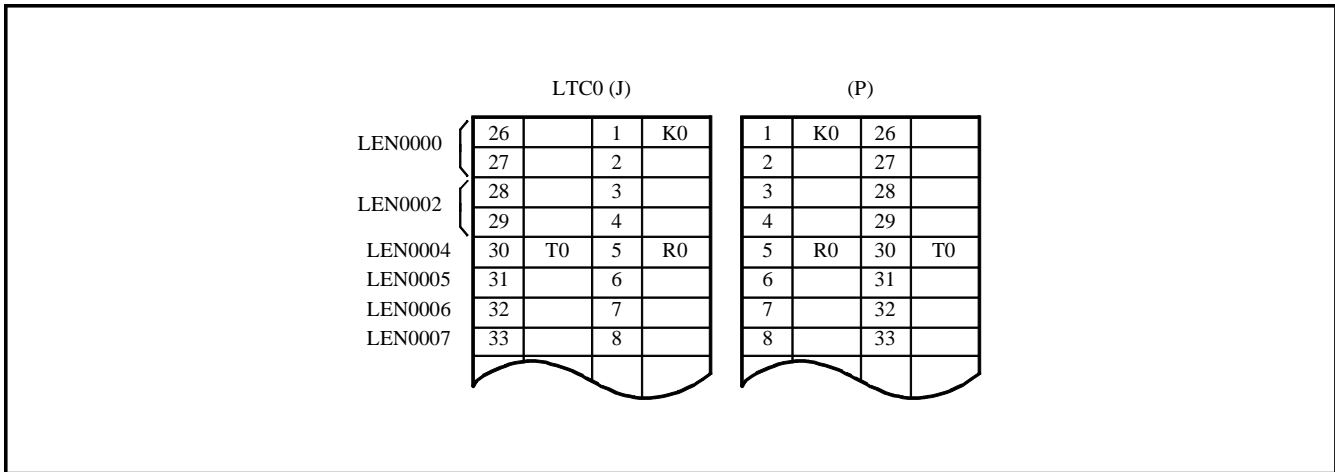 LTC0 (J) (P)
LEN0000 26 1 K0 1 K0 26
27 2 2 27
LEN0002 28 3 3 28
29 4 4 29
LEN0004 30 T0 5 R0 5 R0 30 T0
LEN0005 31 6 6 31
LEN0006 32 7 7 32
LEN0007 33 8 8 33